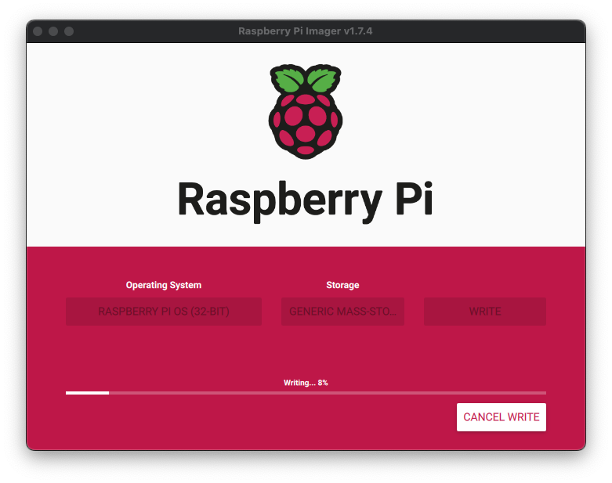 Raspberry Pi Imager v1.7.4
Raspberry Pi
Operating System
Storage
RASPBERRY PI OS (32-BIT)
GENERIC MASS-STO...
WRITE
Writing... 8%
CANCEL WRITE